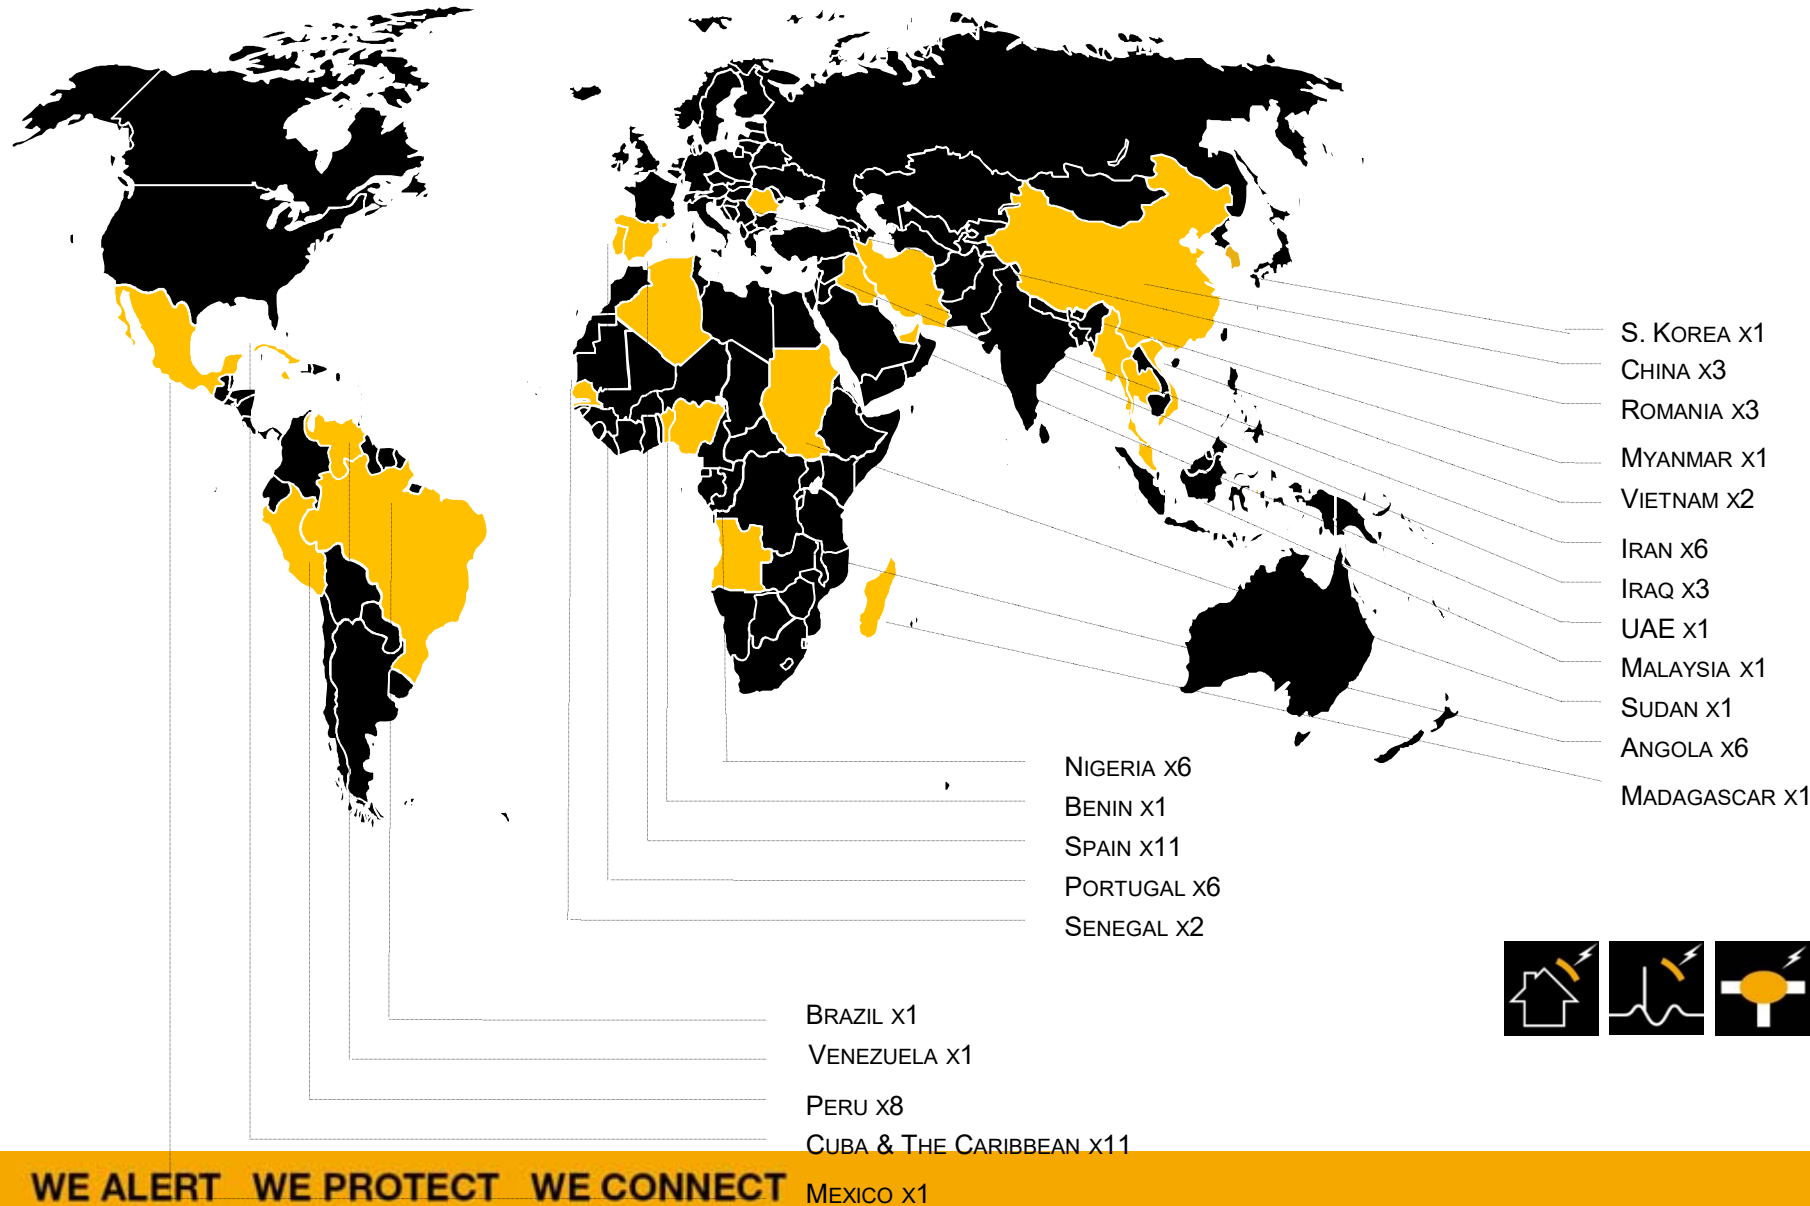 S. KOREA X1
CHINA X3
ROMANIA X3
MYANMAR X1
VIETNAM X2
IRAN X6
IRAQ X3
UAE X1
MALAYSIA X1
SUDAN X1
ANGOLA X6
MADAGASCAR X1
NIGERIA X6
BENIN X1
SPAIN X11
PORTUGAL X6
SENEGAL X2
BRAZIL X1
VENEZUELA X1
PERU X8
CUBA & THE CARIBBEAN X11
WE ALERT WE PROTECT WE CONNECT
MEXICO X1